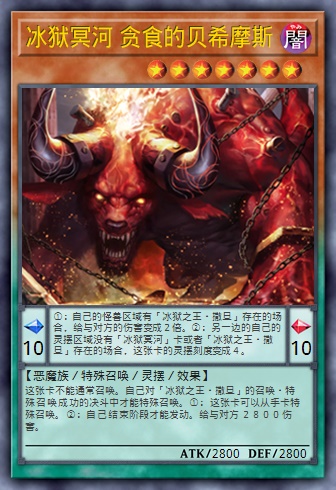 冰狱冥河 贪食的贝希摩斯
闇
①：自己的怪兽区域有「冰狱之王·撒旦」存在的场
合，给与对方的伤害变成２倍。②：另一边的自己的
灵摆区域没有「冰狱冥河」卡或者「冰狱之王·撒
旦」存在的场合，这张卡的灵摆刻度变成４。
10
10
【恶魔族／特殊召唤／灵摆／效果】
这张卡不能通常召唤。自己对「冰狱之王·撒旦」的召唤·特
殊召唤成功的决斗中才能特殊召唤。①：这张卡可以从手卡特
殊召唤。②：自己结束阶段才能发动。给与对方２８００伤
害。
ATK/2800 DEF/2800